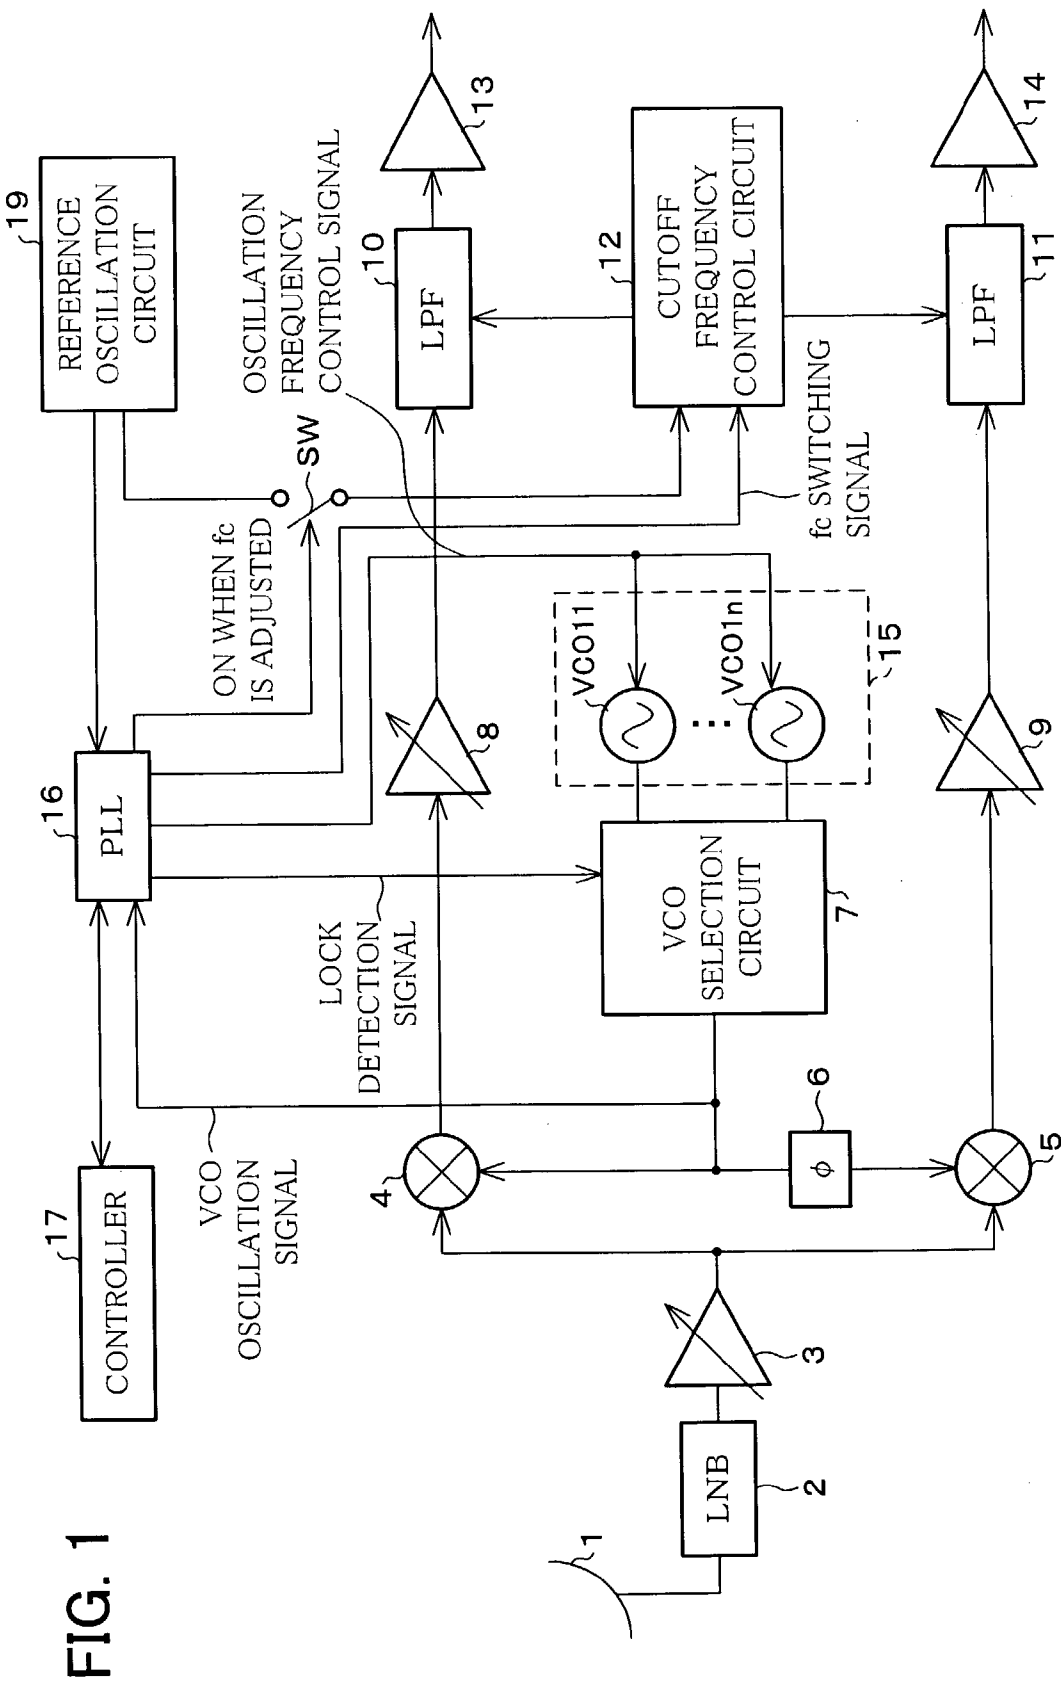 FIG. 1
17
CONTROLLER
16
PLL
19
REFERENCE
OSCILLATION
CIRCUIT
ON WHEN fc
IS ADJUSTED
SW
OSCILLATION
FREQUENCY
CONTROL SIGNAL
VCO
OSCILLATION
SIGNAL
LOCK
DETECTION
SIGNAL
4
8
10
LPF
13
1
LNB
2
3
VCO
SELECTION
CIRCUIT
7
VCO11
VCO1n
15
12
CUTOFF
FREQUENCY
CONTROL CIRCUIT
fc SWITCHING
SIGNAL
ϕ
6
5
9
LPF
11
14